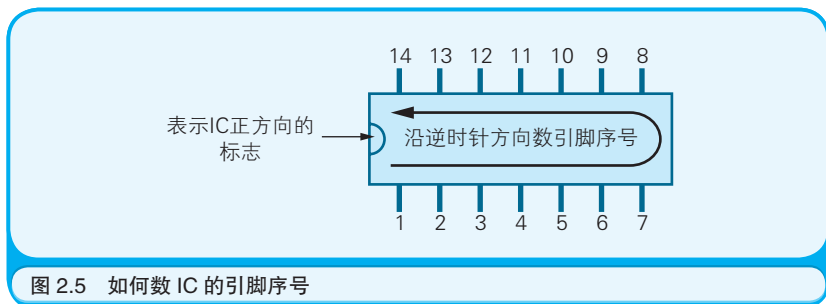 14 13 12 11 10 9 8
表示IC正方向的
标志
沿逆时针方向数引脚序号
1 2 3 4 5 6 7
图 2.5 如何数 IC 的引脚序号